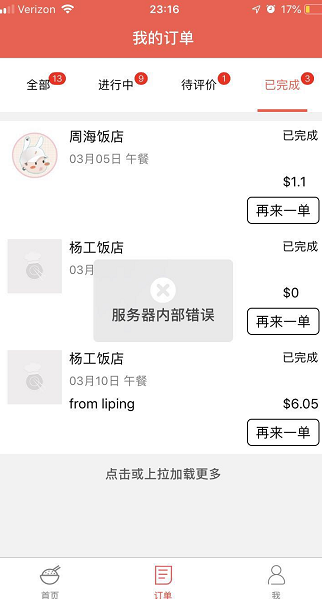 Verizon 23:16 17%
我的订单
全部 13 进行中 9 待评价 1 已完成 3
周海饭店 已完成
03月05日 午餐
$1.1
再来一单
杨工饭店 已完成
03月
$0
服务器内部错误
再来一单
杨工饭店 已完成
03月10日 午餐
from liping $6.05
再来一单
点击或上拉加载更多
首页 订单 我